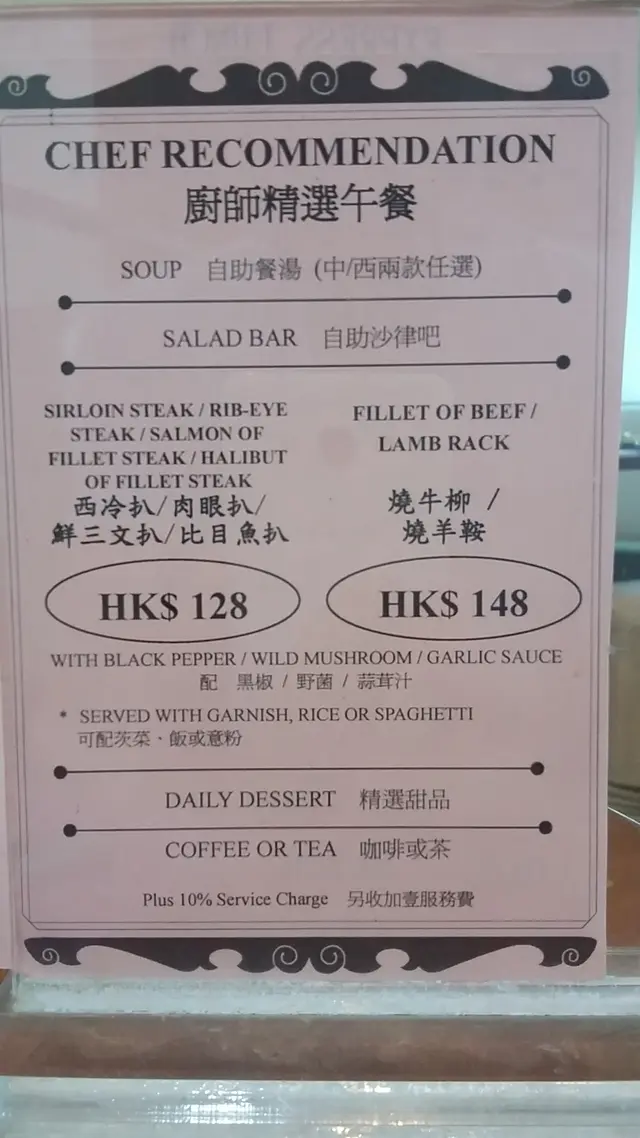 CHEF RECOMMENDATION
廚師精選午餐
SOUP 自助餐湯 (中/西兩款任選)
SALAD BAR 自助沙律吧
SIRLOIN STEAK / RIB-EYE
STEAK / SALMON OF
FILLET STEAK / HALIBUT
OF FILLET STEAK
西冷扒/肉眼扒/
鮮三文扒/比目魚扒
HK$ 128
FILLET OF BEEF /
LAMB RACK
燒牛柳 /
燒羊鞍
HK$ 148
WITH BLACK PEPPER / WILD MUSHROOM / GARLIC SAUCE
配 黑椒 / 野菌 / 蒜茸汁
* SERVED WITH GARNISH, RICE OR SPAGHETTI
可配茨菜、飯或意粉
DAILY DESSERT 精選甜品
COFFEE OR TEA 咖啡或茶
Plus 10% Service Charge 另收加壹服務費